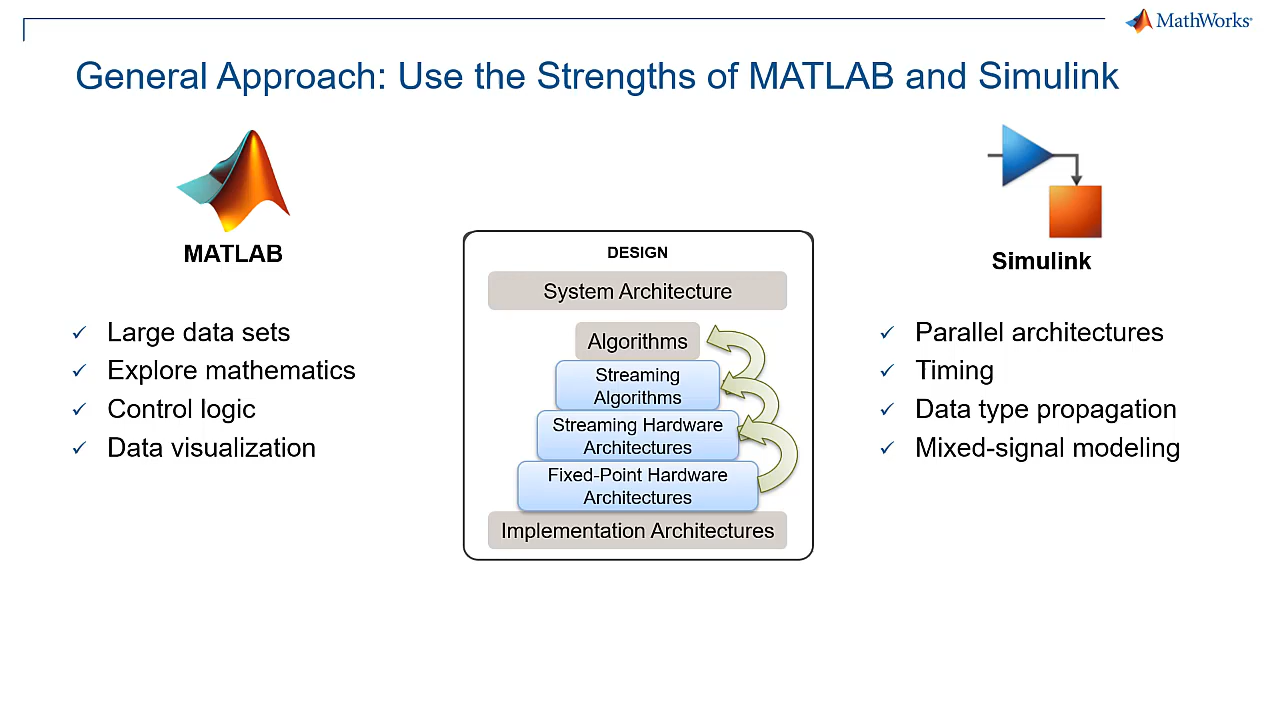 MathWorks®
General Approach: Use the Strengths of MATLAB and Simulink
MATLAB
✓ Large data sets
✓ Explore mathematics
✓ Control logic
✓ Data visualization
DESIGN
System Architecture
Algorithms
Streaming
Algorithms
Streaming Hardware
Architectures
Fixed-Point Hardware
Architectures
Implementation Architectures
Simulink
✓ Parallel architectures
✓ Timing
✓ Data type propagation
✓ Mixed-signal modeling